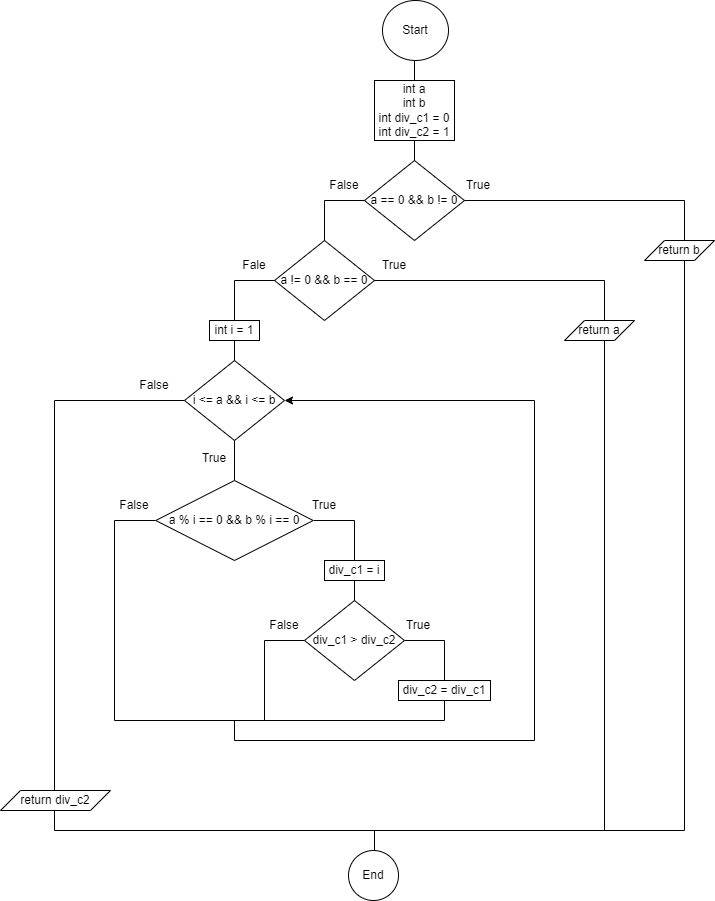 Start
int a
int b
int div_c1 = 0
int div_c2 = 1
False
True
a == 0 && b != 0
return b
Fale
True
a != 0 && b == 0
int i = 1
return a
False
i <= a && i <= b
True
False
True
a % i == 0 && b % i == 0
div_c1 = i
False
True
div_c1 > div_c2
div_c2 = div_c1
return div_c2
End